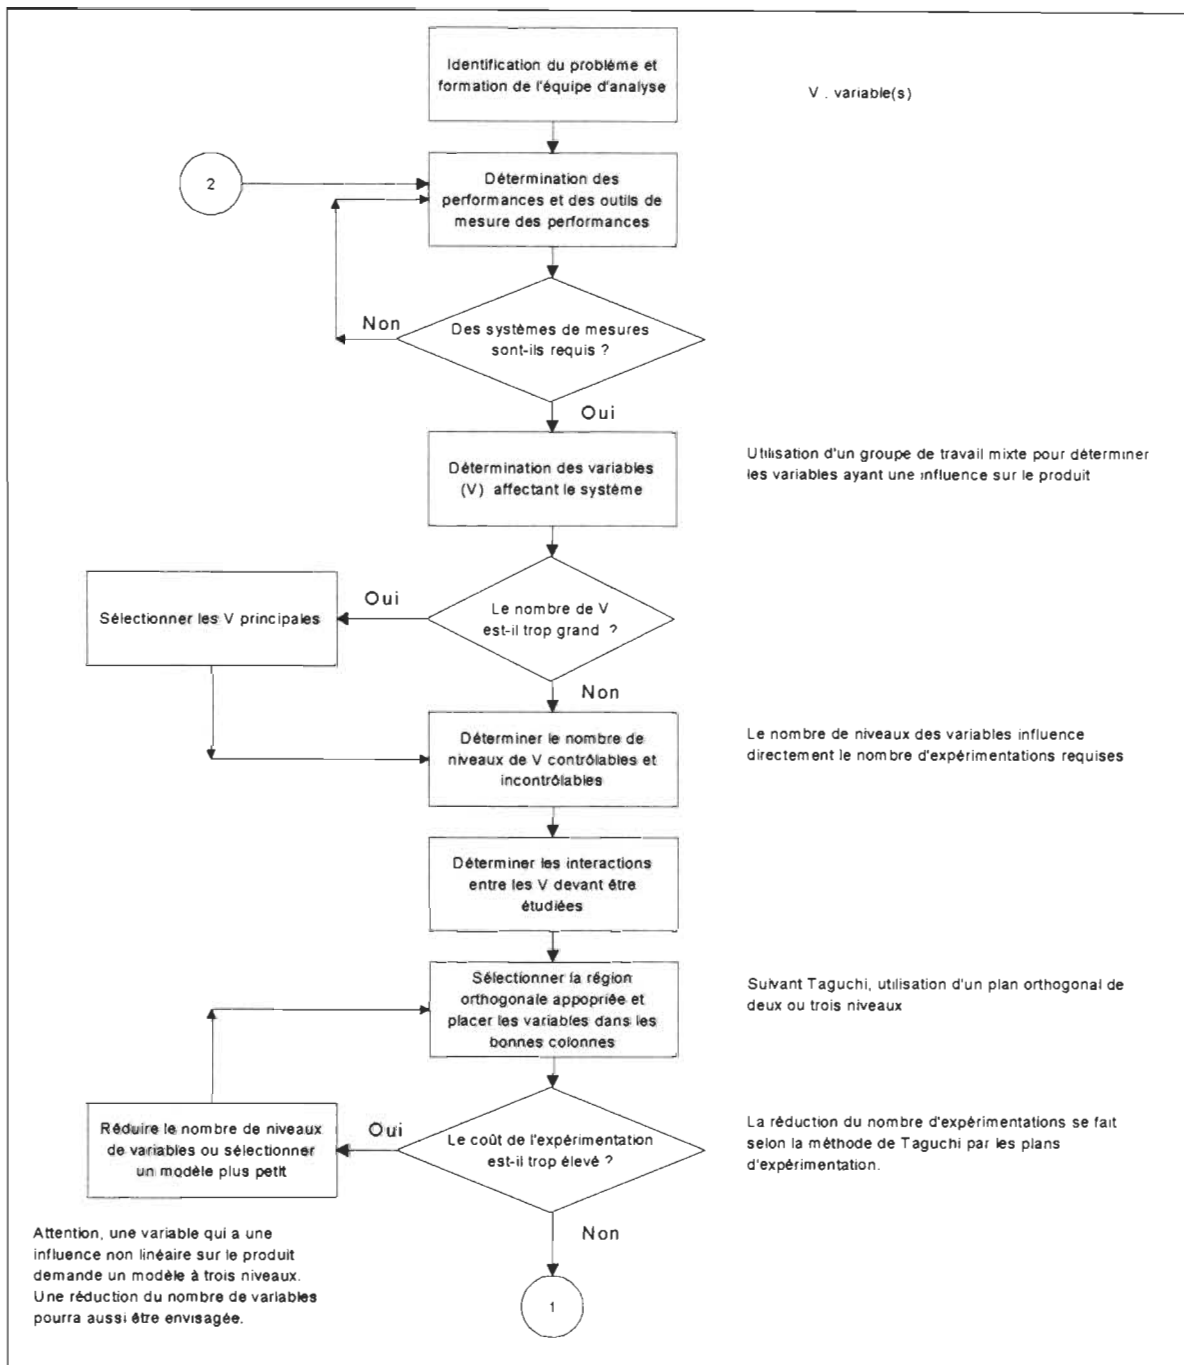 Identification du problème et
formation de l'équipe d'analyse
V . variable(s)
2
Détermination des
performances et des outils de
mesure des performances
Non
Des systèmes de mesures
sont-ils requis ?
Oui
Détermination des variables
(V) affectant le système
Utilisation d'un groupe de travail mixte pour déterminer
les variables ayant une influence sur le produit
Sélectionner les V principales
Oui
Le nombre de V
est-il trop grand ?
Non
Déterminer le nombre de
niveaux de V contrôlables et
incontrôlables
Le nombre de niveaux des variables influence
directement le nombre d'expérimentations requises
Déterminer les interactions
entre les V devant être
étudiées
Sélectionner la région
orthogonale appopriée et
placer les variables dans les
bonnes colonnes
Suivant Taguchi, utilisation d'un plan orthogonal de
deux ou trois niveaux
Réduire le nombre de niveaux
de variables ou sélectionner
un modèle plus petit
Oui
Le coût de l'expérimentation
est-il trop élevé ?
La réduction du nombre d'expérimentations se fait
selon la méthode de Taguchi par les plans
d'expérimentation.
Non
Attention, une variable qui a une
influence non linéaire sur le produit
demande un modèle à trois niveaux.
Une réduction du nombre de variables
pourra aussi être envisagée.
1